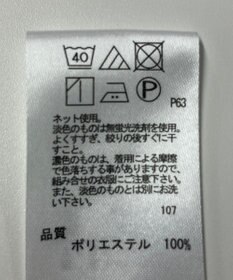 40 P P63
ネット使用。
淡色のものは無蛍光洗剤を使用。
よくすすぎ、絞りの後すぐに干
すこと。
濃色のものは、着用による摩擦
で色落ちする事がありますので、
組み合せの衣服にご注意下さい。
また、淡色のものとは別にお洗
い下さい。
107
品質
ポリエステル 100%